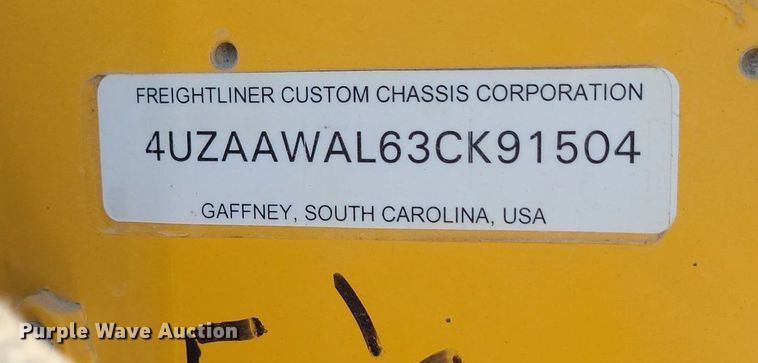 FREIGHTLINER CUSTOM CHASSIS CORPORATION
4UZAAWAL63CK91504
GAFFNEY, SOUTH CAROLINA, USA
Purple Wave Auction